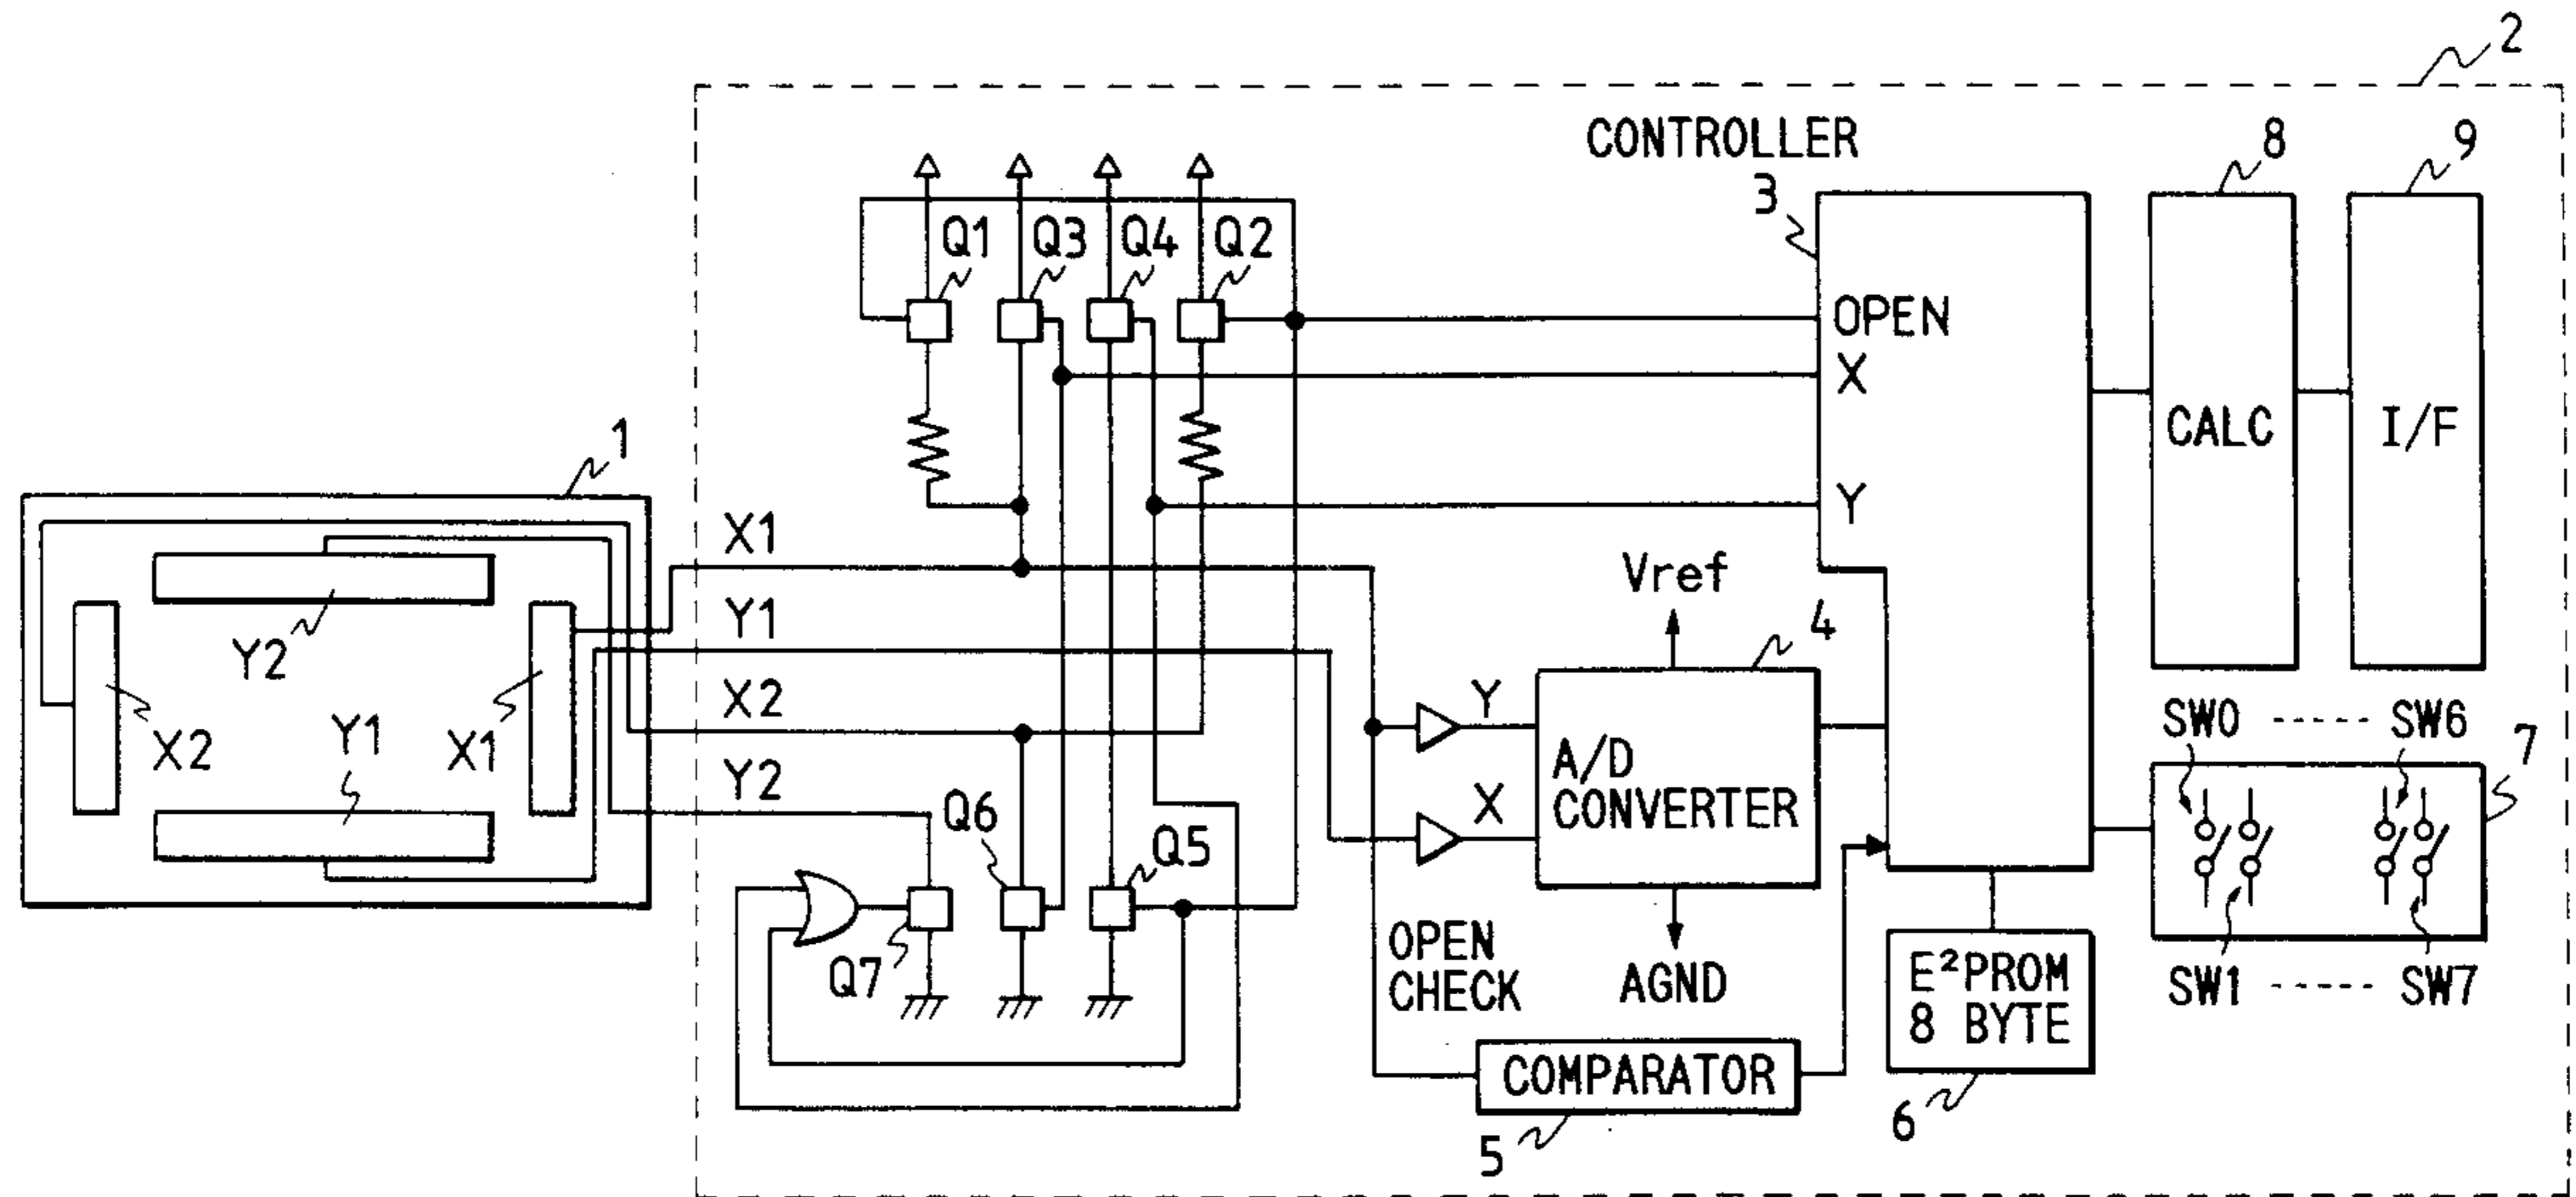 2
CONTROLLER
3
8
9
Q1
Q3
Q4
Q2
OPEN
X
Y
CALC
I/F
1
X1
Y1
X2
Y2
Y2
X2
Y1
X1
Vref
4
Y
X
A/D
CONVERTER
SW0 ----- SW6
7
SW1 ----- SW7
Q6
Q5
Q7
OPEN
CHECK
AGND
E²PROM
8 BYTE
6
COMPARATOR
5